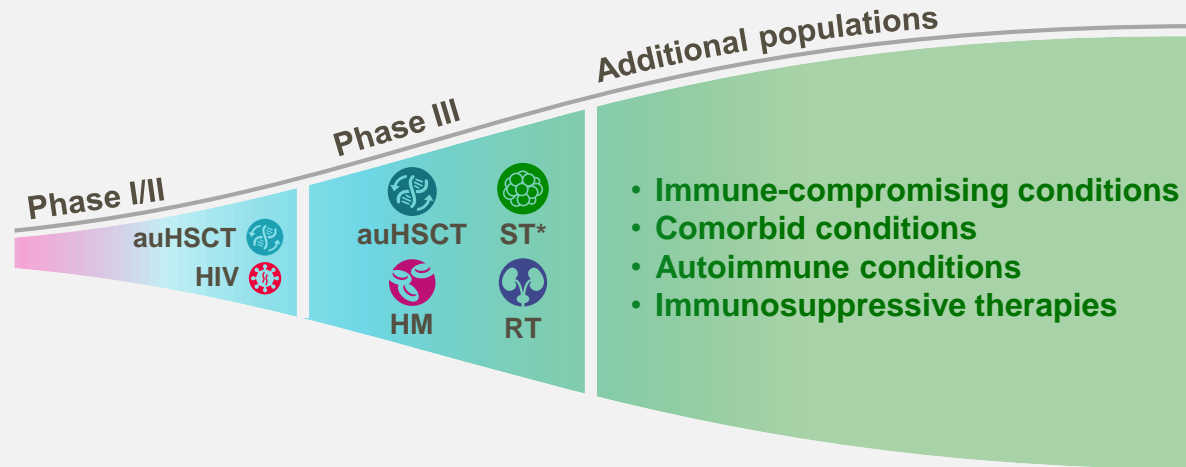 Phase I/II
auHSCT
HIV
Phase III
auHSCT
ST*
HM
RT
Additional populations
• Immune-compromising conditions
• Comorbid conditions
• Autoimmune conditions
• Immunosuppressive therapies